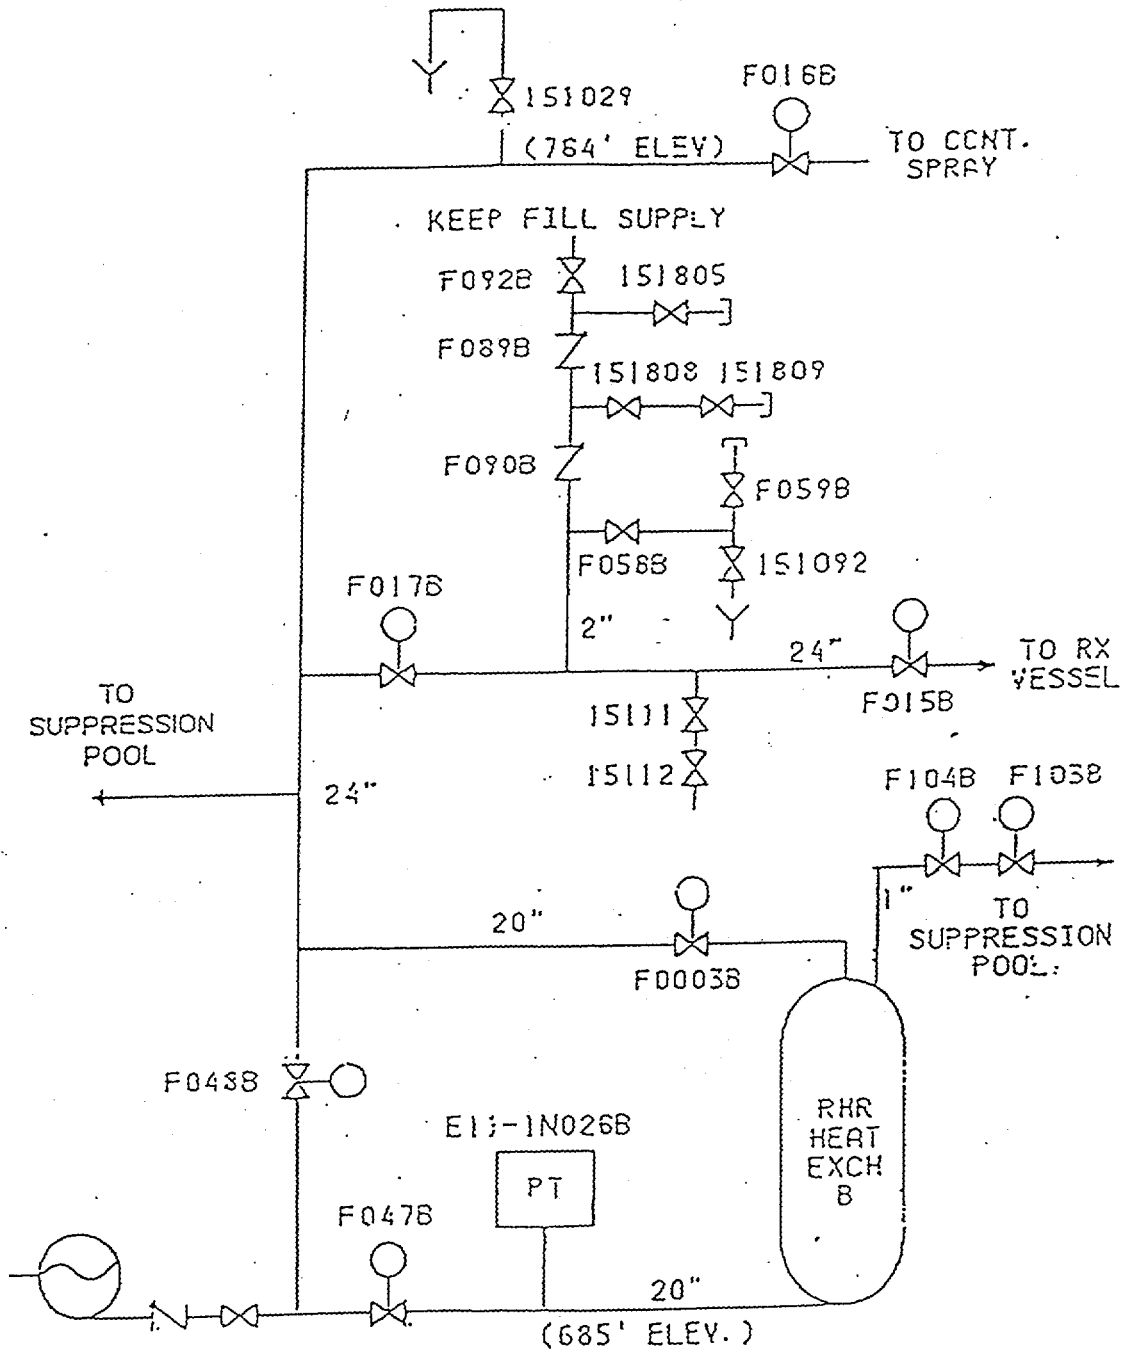 F016B
151029
(764' ELEV)
TO CONT.
SPRAY
KEEP FILL SUPPLY
F092B
151805
F089B
151808 151809
F090B
F059B
F058B
151092
F017B
2"
24"
TO RX
VESSEL
F015B
TO
SUPPRESSION
POOL
15111
15112
24"
F104B
F103B
1"
20"
TO
SUPPRESSION
POOL.
F0003B
F048B
RHR
HEAT
EXCH
B
E11-1N026B
PT
F047B
20"
(685' ELEV.)